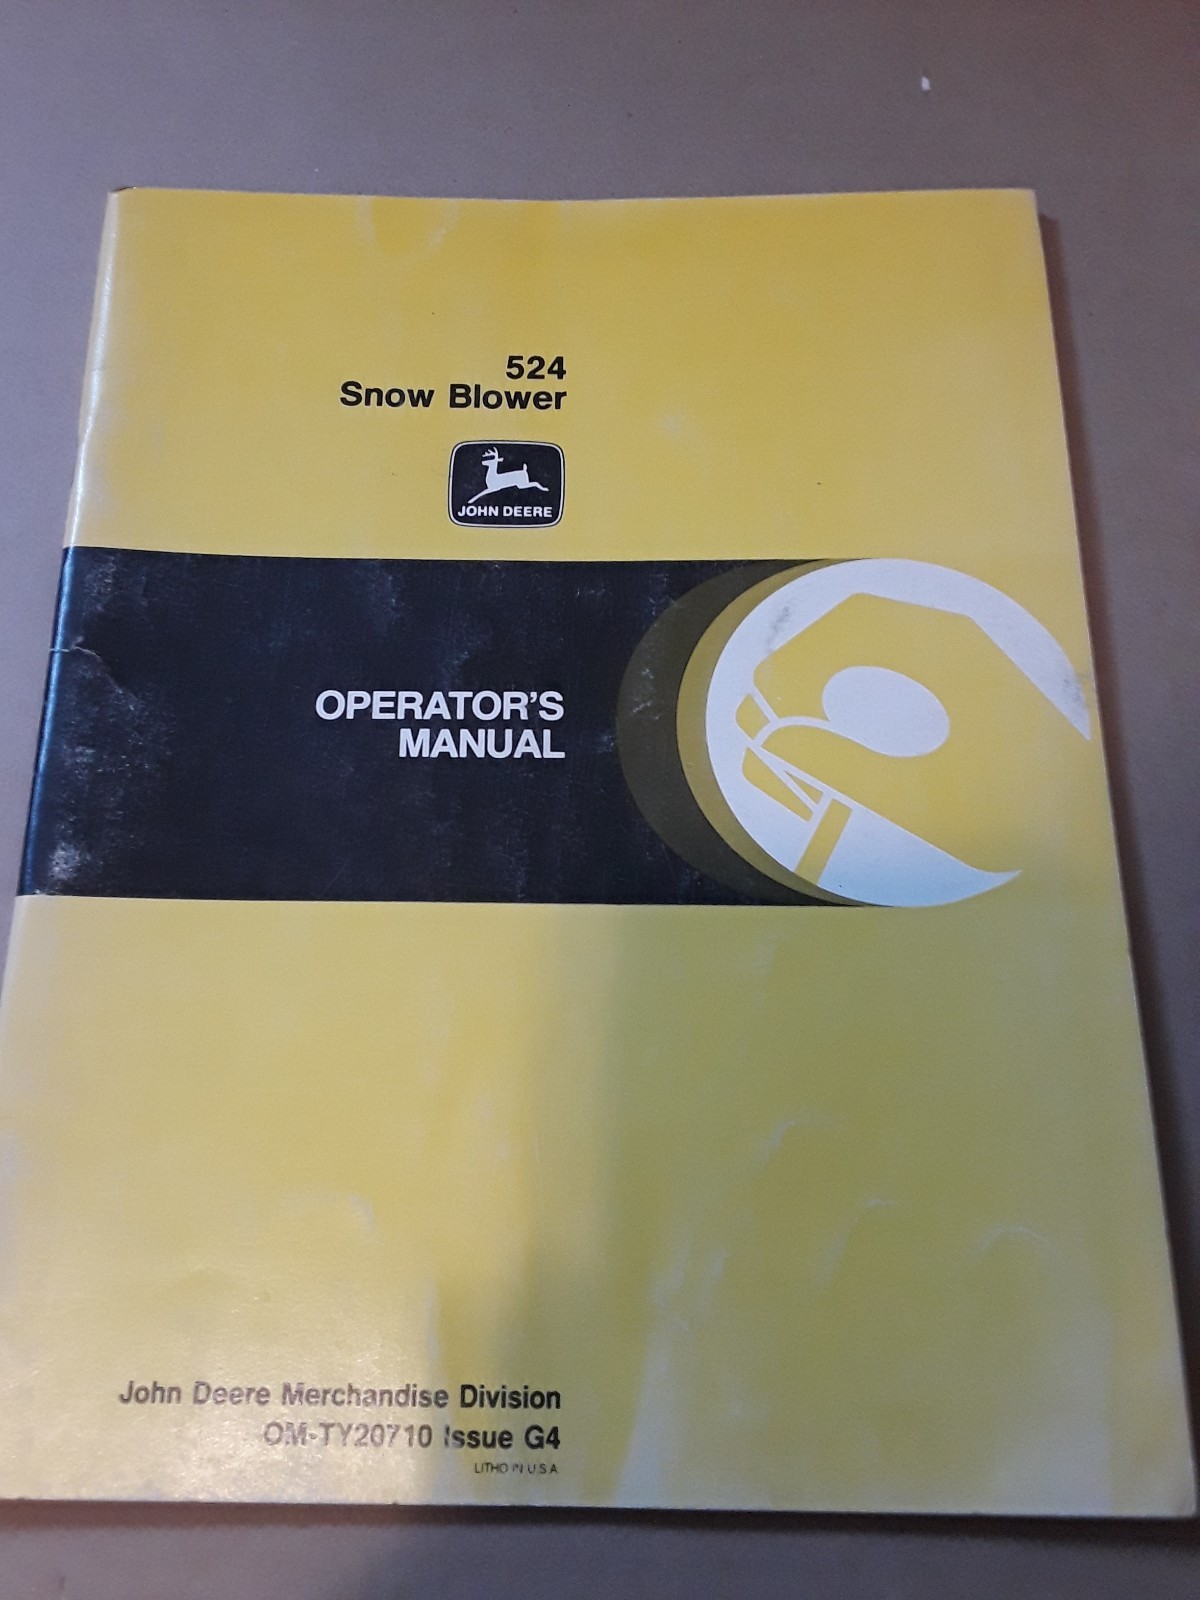 524
Snow Blower
JOHN DEERE
OPERATOR'S
MANUAL
John Deere Merchandise Division
OM-TY20710 Issue G4
LITHO IN U.S.A.